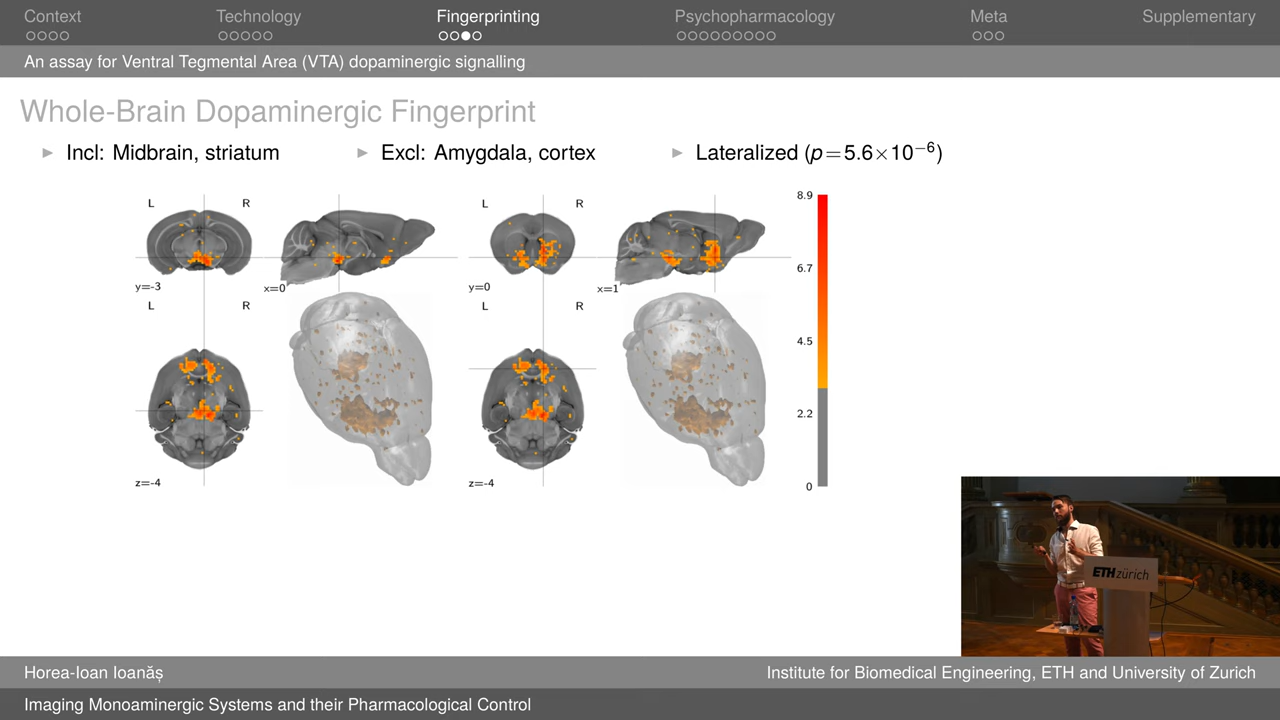 Context Technology Fingerprinting Psychopharmacology Meta Supplementary
An assay for Ventral Tegmental Area (VTA) dopaminergic signalling
Whole-Brain Dopaminergic Fingerprint
Incl: Midbrain, striatum
Excl: Amygdala, cortex
Lateralized (p=5.6×10⁻⁶)
L R
y=-3
x=0
L R
z=-4
L R
y=0
x=1
L R
z=-4
8.9
6.7
4.5
2.2
0
ETHzürich
Horea-Ioan Ioanăș
Institute for Biomedical Engineering, ETH and University of Zurich
Imaging Monoaminergic Systems and their Pharmacological Control